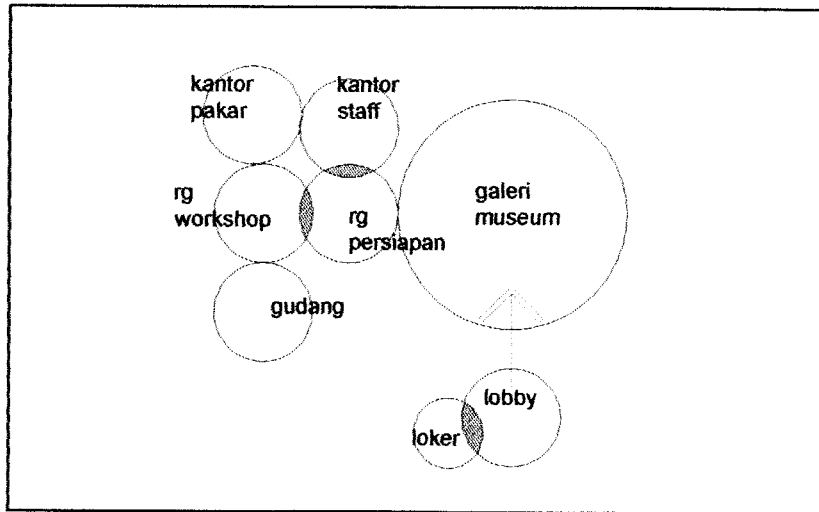 kantor
pakar
kantor
staff
rg
workshop
rg
persiapan
galeri
museum
gudang
lobby
loker